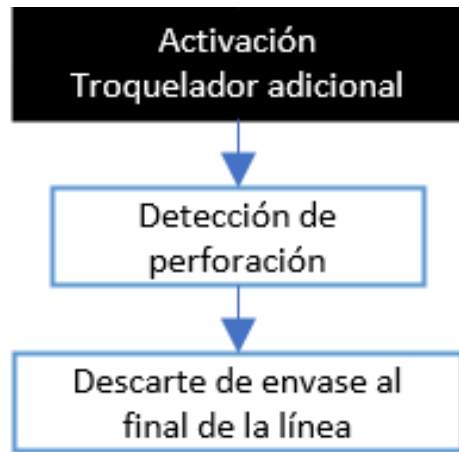 Activación
Troquelador adicional
Detección de
perforación
Descarte de envase al
final de la línea